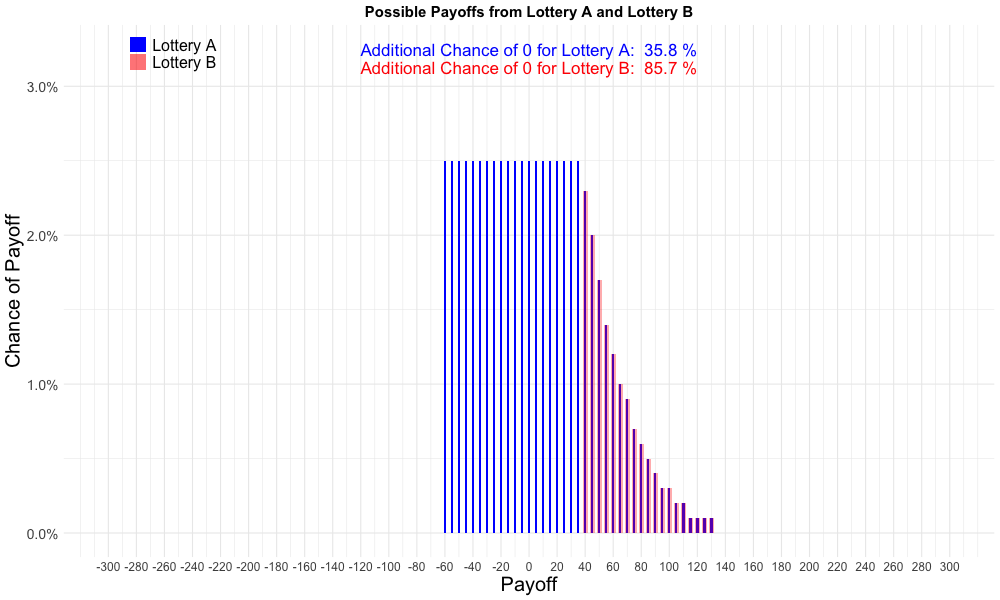 Possible Payoffs from Lottery A and Lottery B
Lottery A
Lottery B
Additional Chance of 0 for Lottery A: 35.8 %
Additional Chance of 0 for Lottery B: 85.7 %
Chance of Payoff
3.0%
2.0%
1.0%
0.0%
-300 -280 -260 -240 -220 -200 -180 -160 -140 -120 -100 -80 -60 -40 -20 0 20 40 60 80 100 120 140 160 180 200 220 240 260 280 300
Payoff